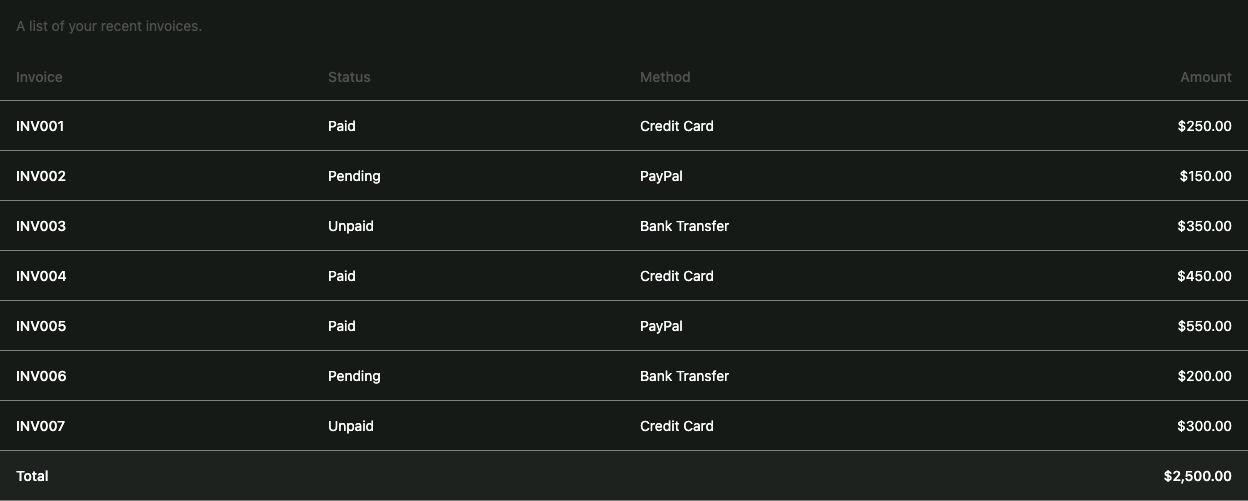 A list of your recent invoices.
Invoice Status Method Amount
INV001 Paid Credit Card $250.00
INV002 Pending PayPal $150.00
INV003 Unpaid Bank Transfer $350.00
INV004 Paid Credit Card $450.00
INV005 Paid PayPal $550.00
INV006 Pending Bank Transfer $200.00
INV007 Unpaid Credit Card $300.00
Total $2,500.00